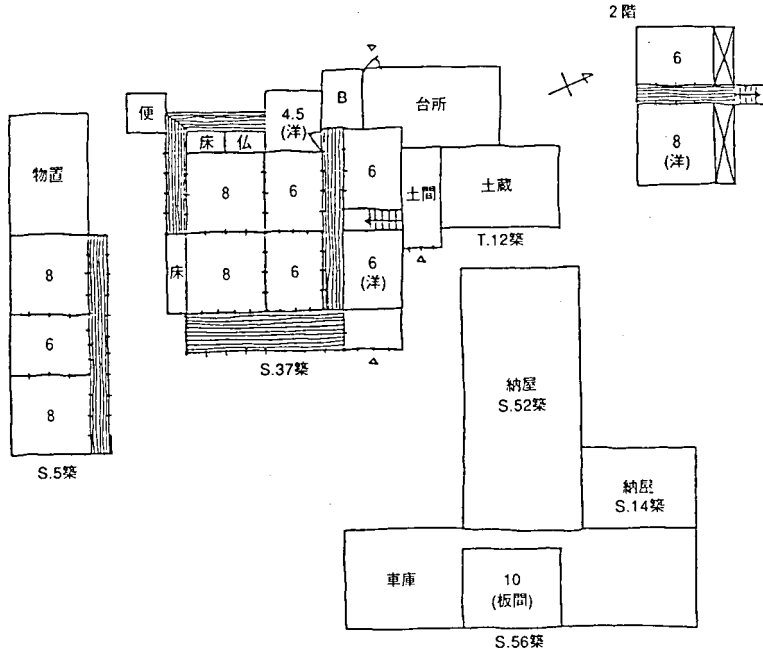 2階
6
8
(洋)
便
4.5
(洋)
B
台所
床
仏
8
6
6
土間
土蔵
T.12築
床
8
6
6
(洋)
S.37築
物置
8
6
8
S.5築
納屋
S.52築
納屋
S.14築
車庫
10
(板間)
S.56築